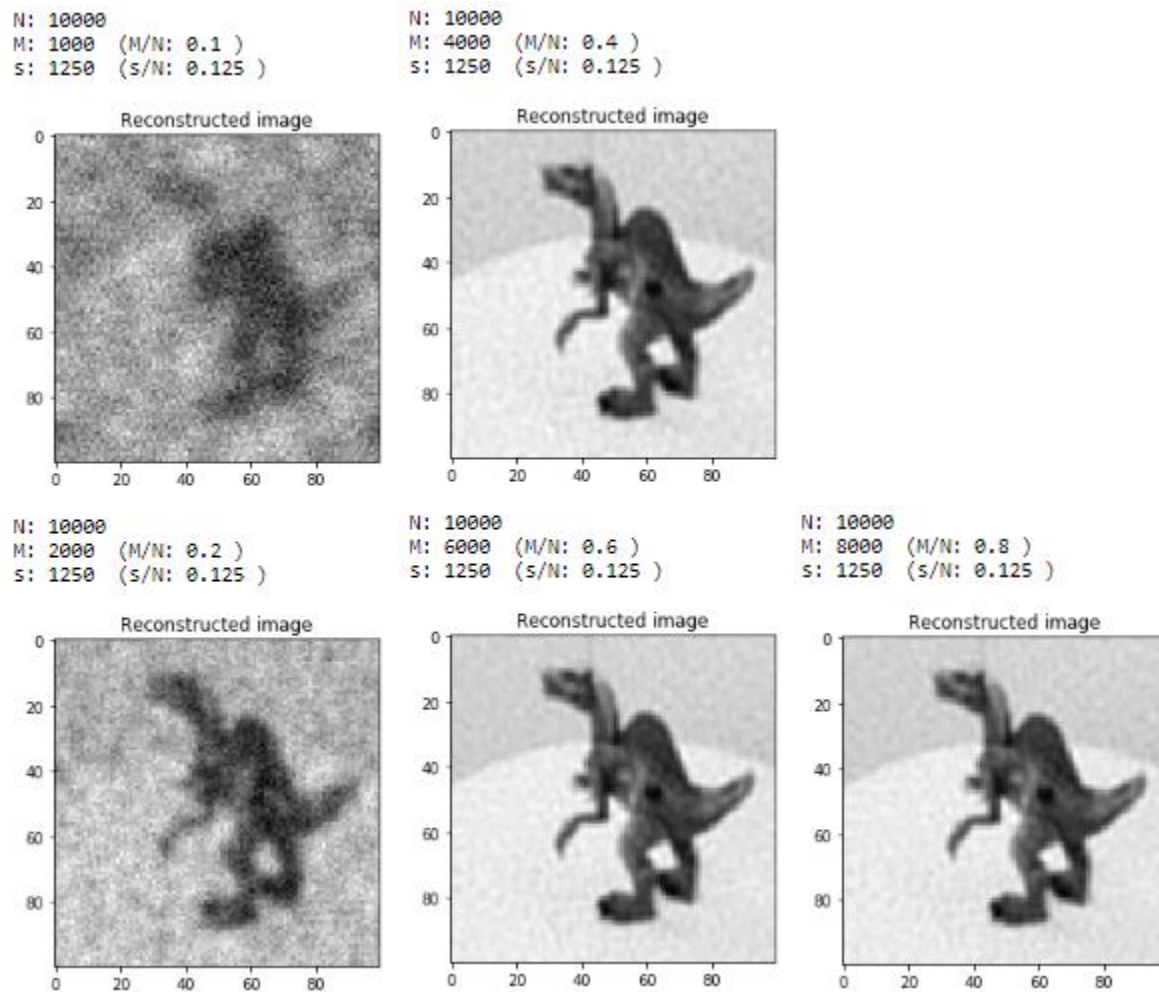 N: 10000
M: 1000 (M/N: 0.1 )
s: 1250 (s/N: 0.125 )
Reconstructed image
0
20
40
60
80
0 20 40 60 80
N: 10000
M: 4000 (M/N: 0.4 )
s: 1250 (s/N: 0.125 )
Reconstructed image
0
20
40
60
80
0 20 40 60 80
N: 10000
M: 2000 (M/N: 0.2 )
s: 1250 (s/N: 0.125 )
Reconstructed image
0
20
40
60
80
0 20 40 60 80
N: 10000
M: 6000 (M/N: 0.6 )
s: 1250 (s/N: 0.125 )
Reconstructed image
0
20
40
60
80
0 20 40 60 80
N: 10000
M: 8000 (M/N: 0.8 )
s: 1250 (s/N: 0.125 )
Reconstructed image
0
20
40
60
80
0 20 40 60 80